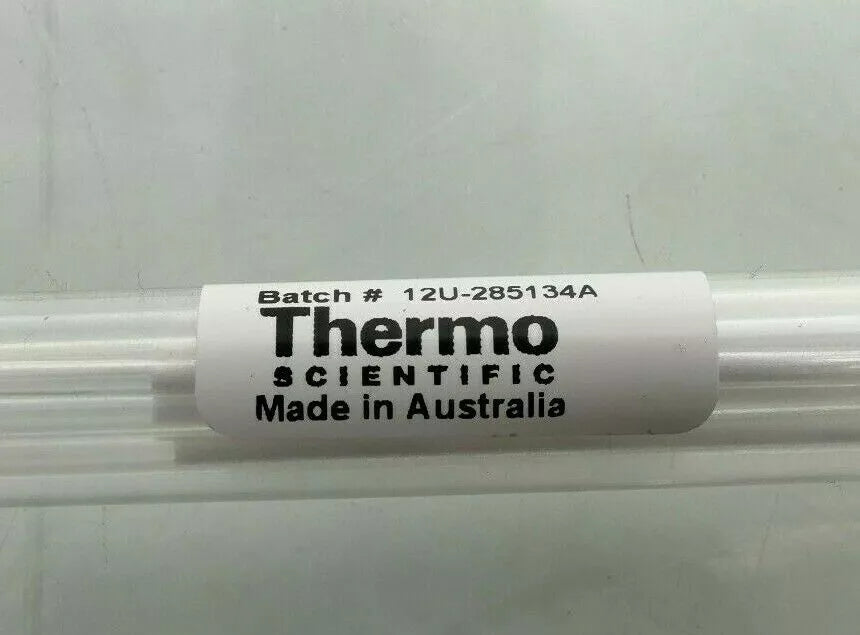 Batch # 12U-285134A
Thermo
SCIENTIFIC
Made in Australia